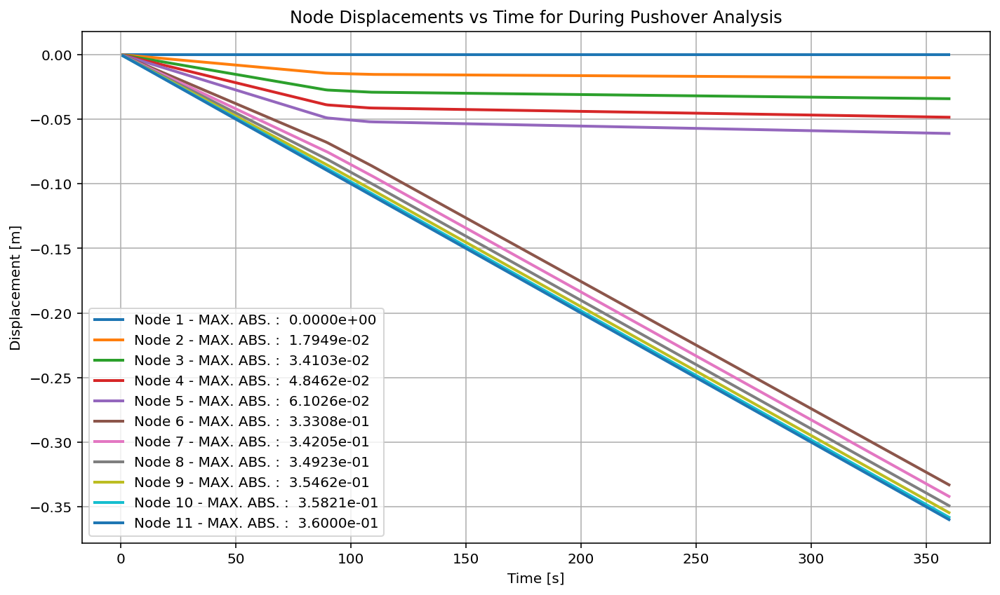 Node Displacements vs Time for During Pushover Analysis
Displacement [m]
0.00
−0.05
−0.10
−0.15
−0.20
−0.25
−0.30
−0.35
Node 1 - MAX. ABS. :  0.0000e+00
Node 2 - MAX. ABS. :  1.7949e-02
Node 3 - MAX. ABS. :  3.4103e-02
Node 4 - MAX. ABS. :  4.8462e-02
Node 5 - MAX. ABS. :  6.1026e-02
Node 6 - MAX. ABS. :  3.3308e-01
Node 7 - MAX. ABS. :  3.4205e-01
Node 8 - MAX. ABS. :  3.4923e-01
Node 9 - MAX. ABS. :  3.5462e-01
Node 10 - MAX. ABS. :  3.5821e-01
Node 11 - MAX. ABS. :  3.6000e-01
0 50 100 150 200 250 300 350
Time [s]